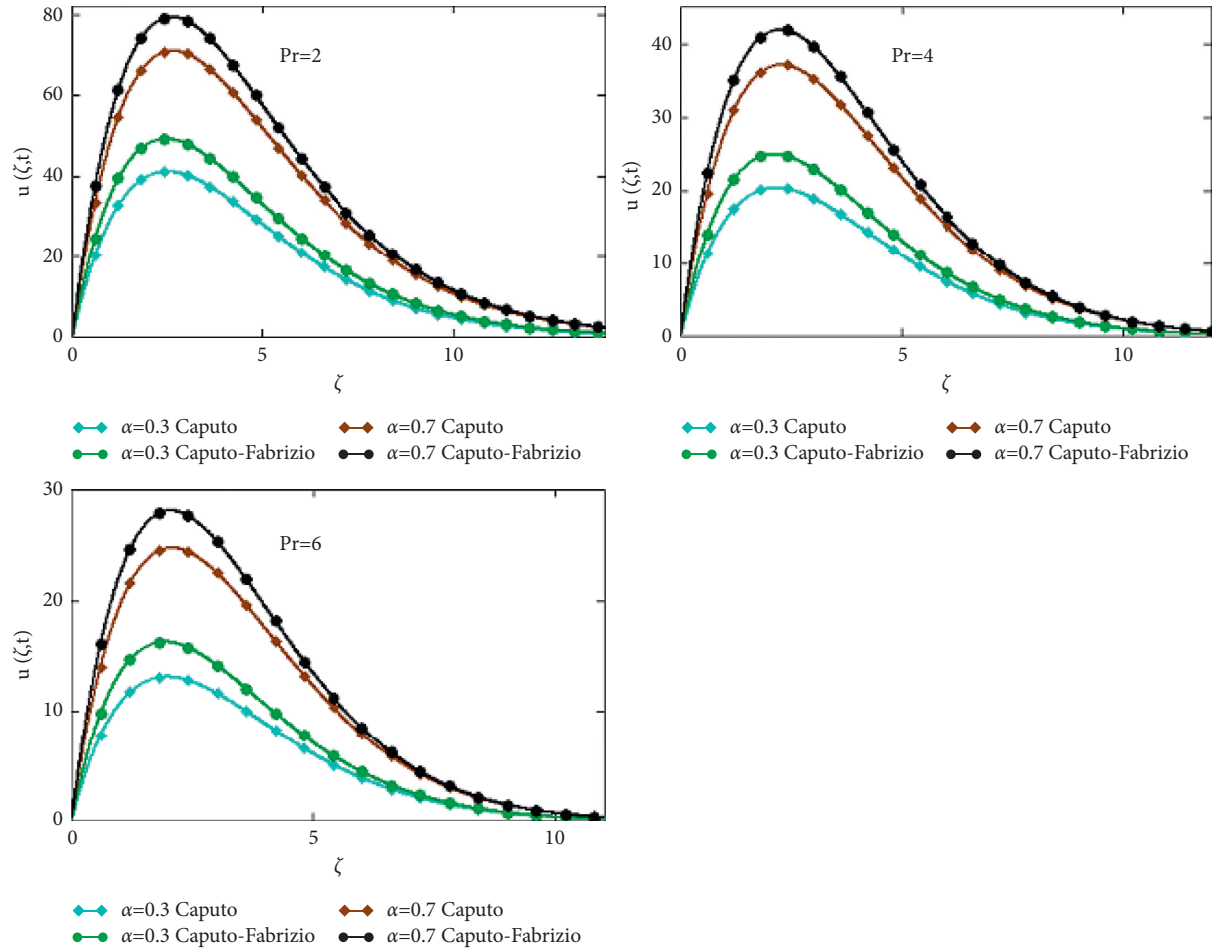 80
60
40
20
0
u (ζ,t)
Pr=2
0
5
10
ζ
α=0.3 Caputo
α=0.7 Caputo
α=0.3 Caputo-Fabrizio
α=0.7 Caputo-Fabrizio
40
30
20
10
0
u (ζ,t)
Pr=4
0
5
10
ζ
α=0.3 Caputo
α=0.7 Caputo
α=0.3 Caputo-Fabrizio
α=0.7 Caputo-Fabrizio
30
20
10
0
u (ζ,t)
Pr=6
0
5
10
ζ
α=0.3 Caputo
α=0.7 Caputo
α=0.3 Caputo-Fabrizio
α=0.7 Caputo-Fabrizio